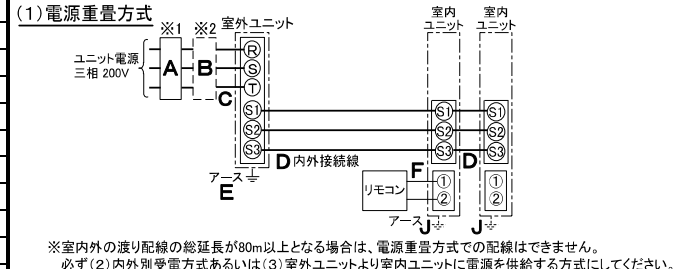 (1)電源重畳方式
※1 ※2 室外ユニット
室内
ユニット
室内
ユニット
ユニット電源
三相 200V
A
B
C
R
S
T
S1
S2
S3
S1
S2
S3
S1
S2
S3
D 内外接続線
D
アース
E
F
リモコン
①
②
①
②
アース J
J
※室内外の渡り配線の総延長が80m以上となる場合は、電源重畳方式での配線はできません。
必ず(2)内外別受電方式あるいは(3)室外ユニットより室内ユニットに電源を供給する方式にしてください。